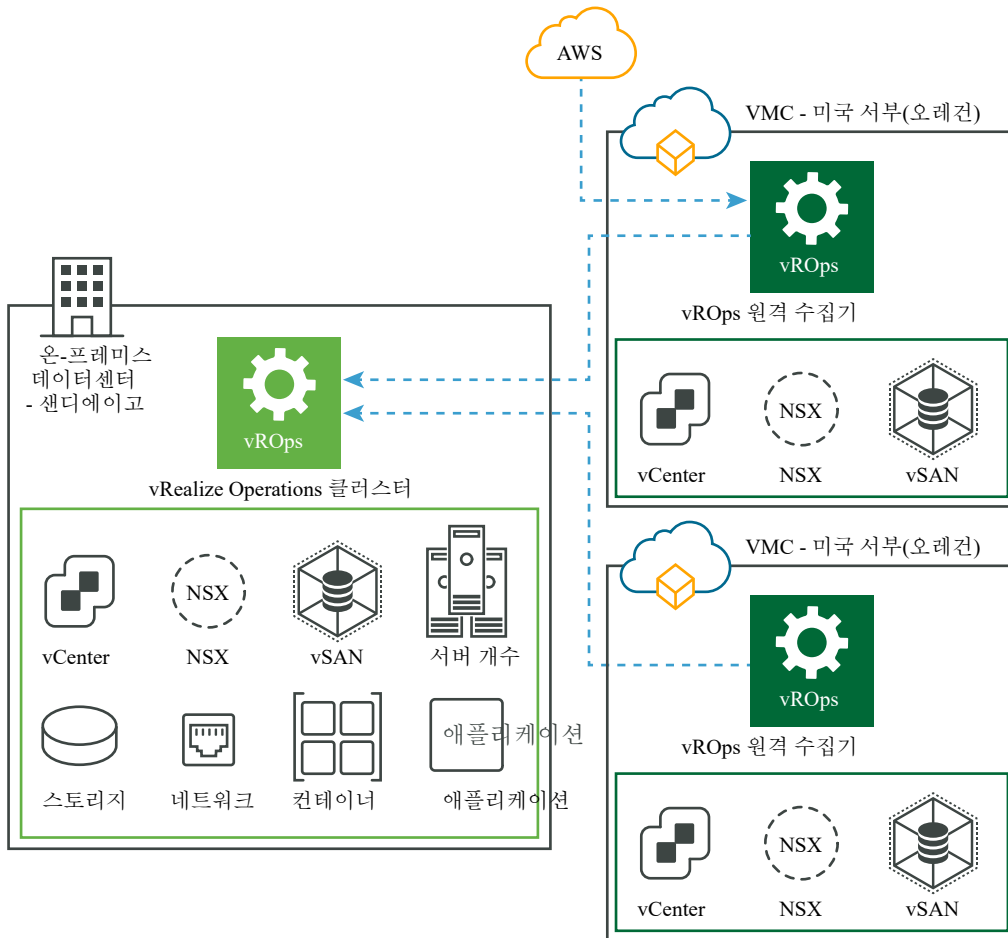 AWS
VMC - 미국 서부(오레건)
vROps
vROps 원격 수집기
vCenter
NSX
NSX
vSAN
온-프레미스
데이터센터
- 샌디에이고
vROps
vRealize Operations 클러스터
vCenter
NSX
NSX
vSAN
서버 개수
스토리지
네트워크
컨테이너
애플리케이션
애플리케이션
VMC - 미국 서부(오레건)
vROps
vROps 원격 수집기
vCenter
NSX
NSX
vSAN